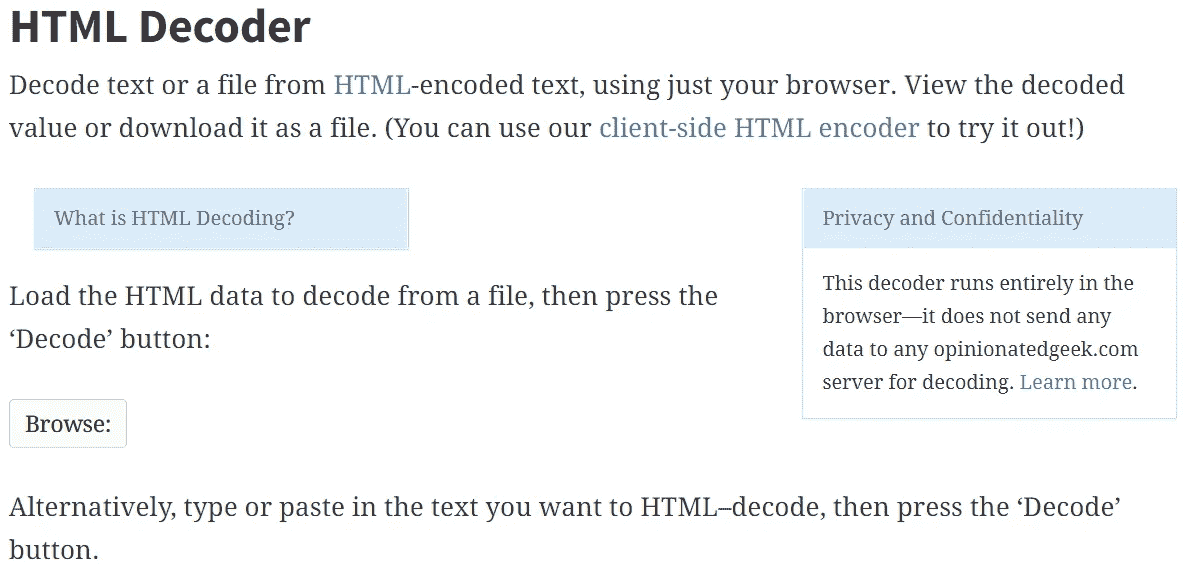 HTML Decoder
Decode text or a file from HTML-encoded text, using just your browser. View the decoded
value or download it as a file. (You can use our client-side HTML encoder to try it out!)
What is HTML Decoding?
Load the HTML data to decode from a file, then press the
‘Decode’ button:
Browse:
Privacy and Confidentiality
This decoder runs entirely in the
browser—it does not send any
data to any opinionatedgeek.com
server for decoding. Learn more.
Alternatively, type or paste in the text you want to HTML–decode, then press the ‘Decode’
button.